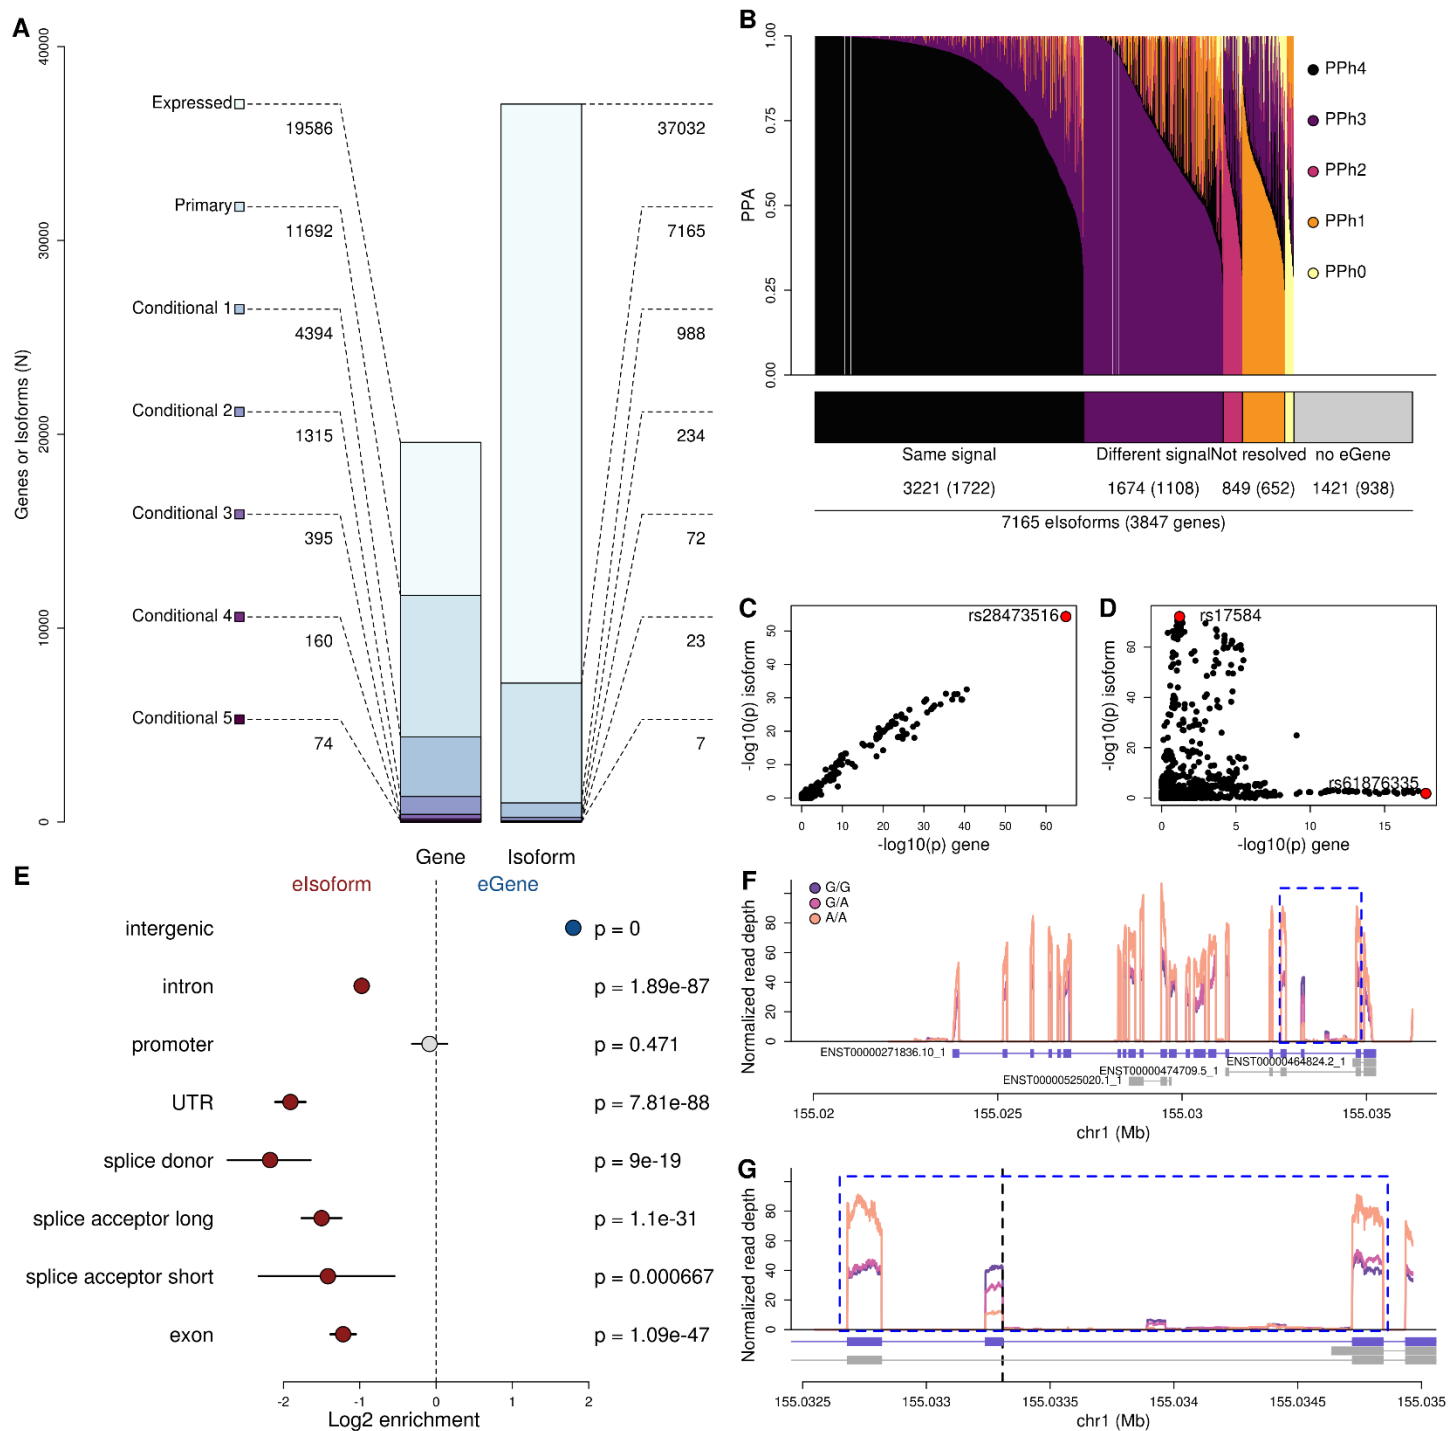 A
Genes or Isoforms (N)
0
10000
20000
30000
40000
Expressed
19586
37032
Primary
11692
7165
Conditional 1
4394
988
Conditional 2
1315
234
Conditional 3
395
72
Conditional 4
160
23
Conditional 5
74
7
Gene
Isoform
B
PPA
0.00
0.25
0.50
0.75
1.00
PPh4
PPh3
PPh2
PPh1
PPh0
Same signal
Different signal
Not resolved
no eGene
3221 (1722)
1674 (1108)
849 (652)
1421 (938)
7165 eIsoforms (3847 genes)
C
-log10(p) isoform
0
10
20
30
40
50
rs28473516
0
10
20
30
40
50
60
-log10(p) gene
D
-log10(p) isoform
0
20
40
60
rs17584
rs61876335
0
5
10
15
-log10(p) gene
E
eIsoform
eGene
intergenic
p = 0
intron
p = 1.89e-87
promoter
p = 0.471
UTR
p = 7.81e-88
splice donor
p = 9e-19
splice acceptor long
p = 1.1e-31
splice acceptor short
p = 0.000667
exon
p = 1.09e-47
-2
-1
0
1
2
Log2 enrichment
F
Normalized read depth
0
20
40
60
80
G/G
G/A
A/A
ENST00000271836.10_1
ENST00000464824.2_1
ENST00000474709.5_1
ENST00000525020.1_1
155.02
155.025
155.03
155.035
chr1 (Mb)
G
Normalized read depth
0
20
40
60
80
155.0325
155.033
155.0335
155.034
155.0345
155.035
chr1 (Mb)